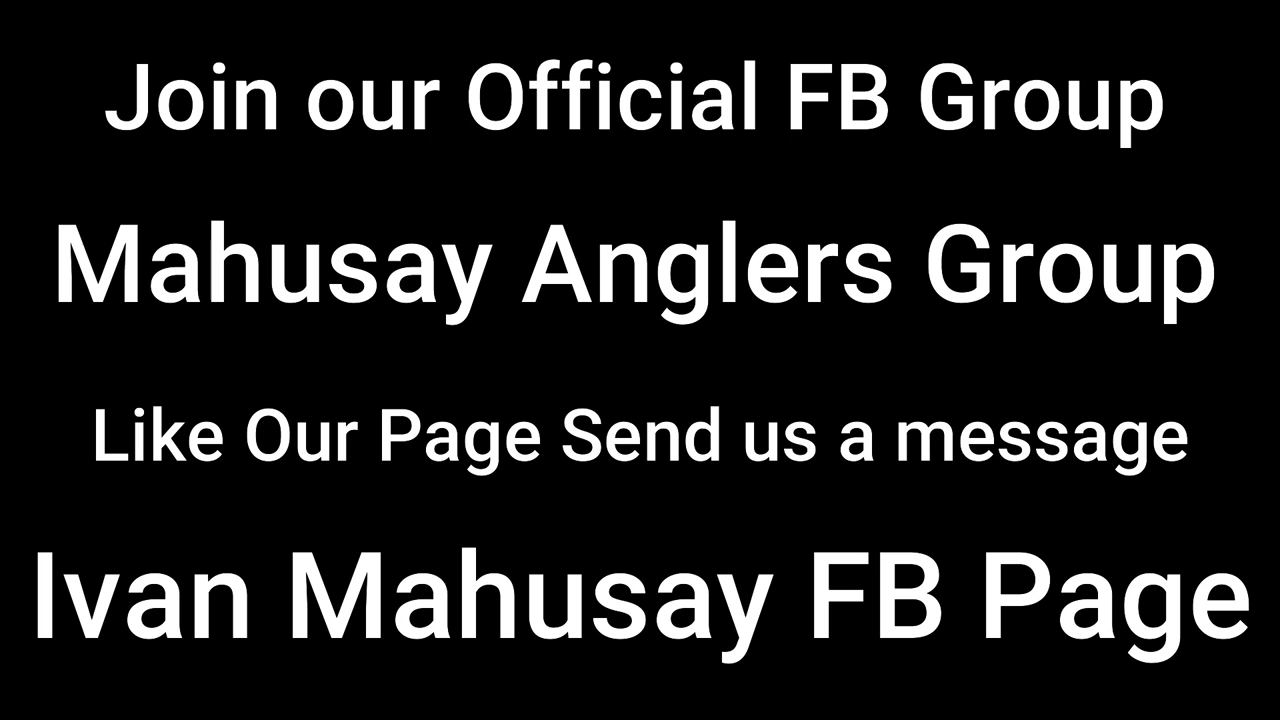 Join our Official FB Group
Mahusay Anglers Group
Like Our Page Send us a message
Ivan Mahusay FB Page